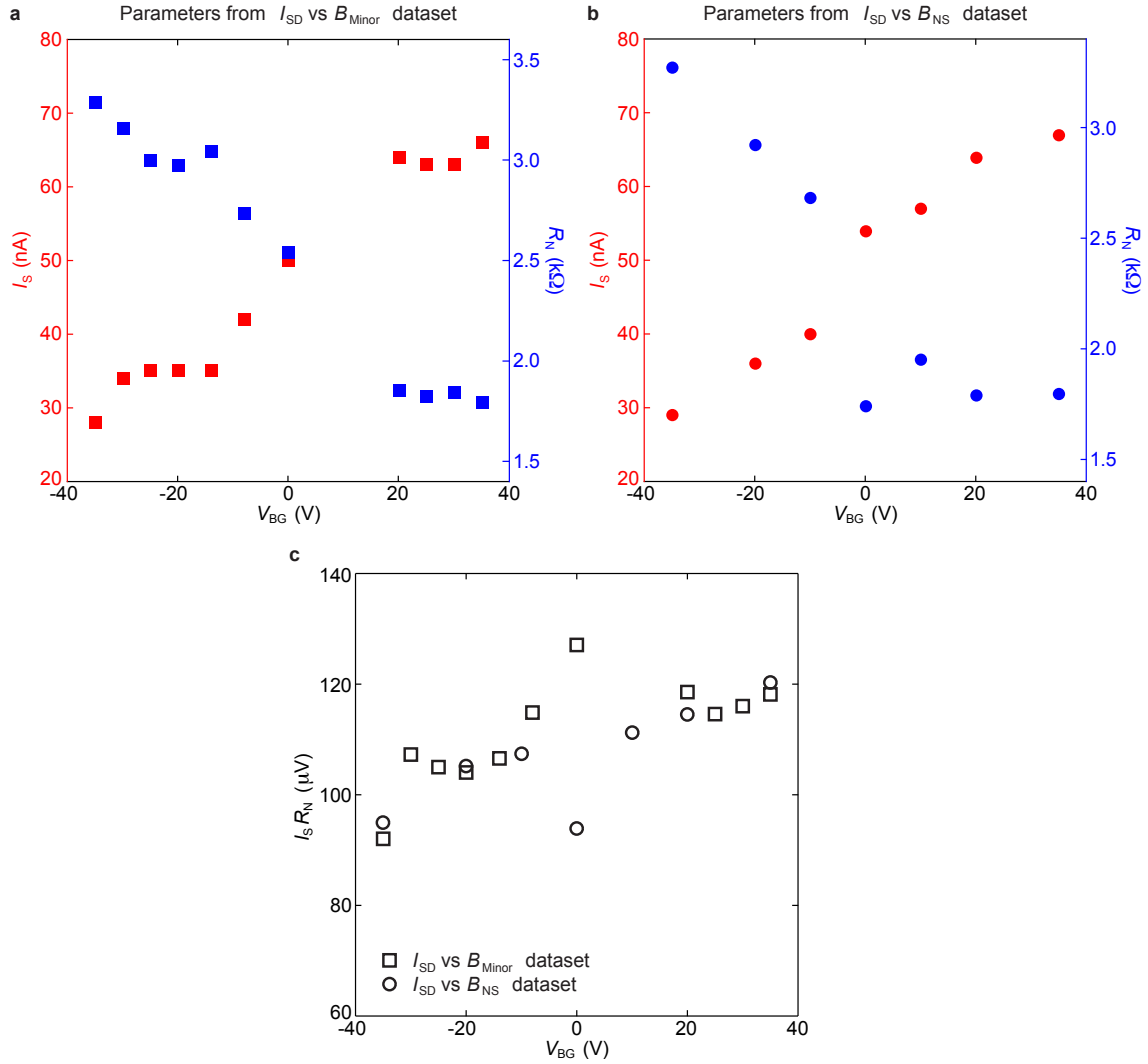 a Parameters from I_SD vs B_Minor dataset
80
70
60
50
40
30
20
I_S (nA)
3.5
3.0
2.5
2.0
1.5
R_N (kΩ)
-40 -20 0 20 40
V_BG (V)
b Parameters from I_SD vs B_NS dataset
80
70
60
50
40
30
20
I_S (nA)
3.0
2.5
2.0
1.5
R_N (kΩ)
-40 -20 0 20 40
V_BG (V)
c
140
120
100
80
60
I_S R_N (μV)
I_SD vs B_Minor dataset
I_SD vs B_NS dataset
-40 -20 0 20 40
V_BG (V)